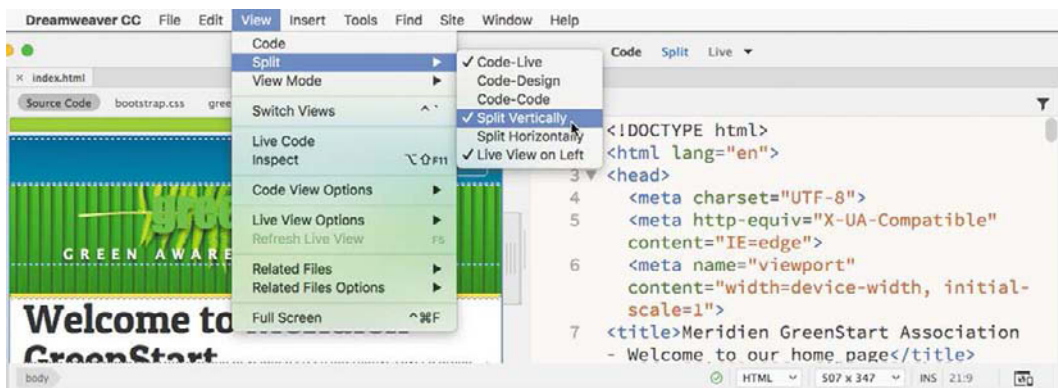 Dreamweaver CC File Edit View Insert Tools Find Site Window Help
Code Split Live
index.html
Source Code bootstrap.css gree
Code
Split
View Mode
Switch Views ^`
Live Code
Inspect ⌥⇧F11
Code View Options
Live View Options
Refresh Live View F5
Related Files
Related Files Options
Full Screen ^⌘F
✓ Code-Live
Code-Design
Code-Code
✓ Split Vertically
Split Horizontally
✓ Live View on Left
gree
GREEN AWARE
Welcome to
GreenStart
<!DOCTYPE html>
<html lang="en">
3 <head>
4 <meta charset="UTF-8">
5 <meta http-equiv="X-UA-Compatible"
content="IE=edge">
6 <meta name="viewport"
content="width=device-width, initial-
scale=1">
7 <title>Meridien GreenStart Association
- Welcome to our home page</title>
body HTML 507 x 347 INS 21:9